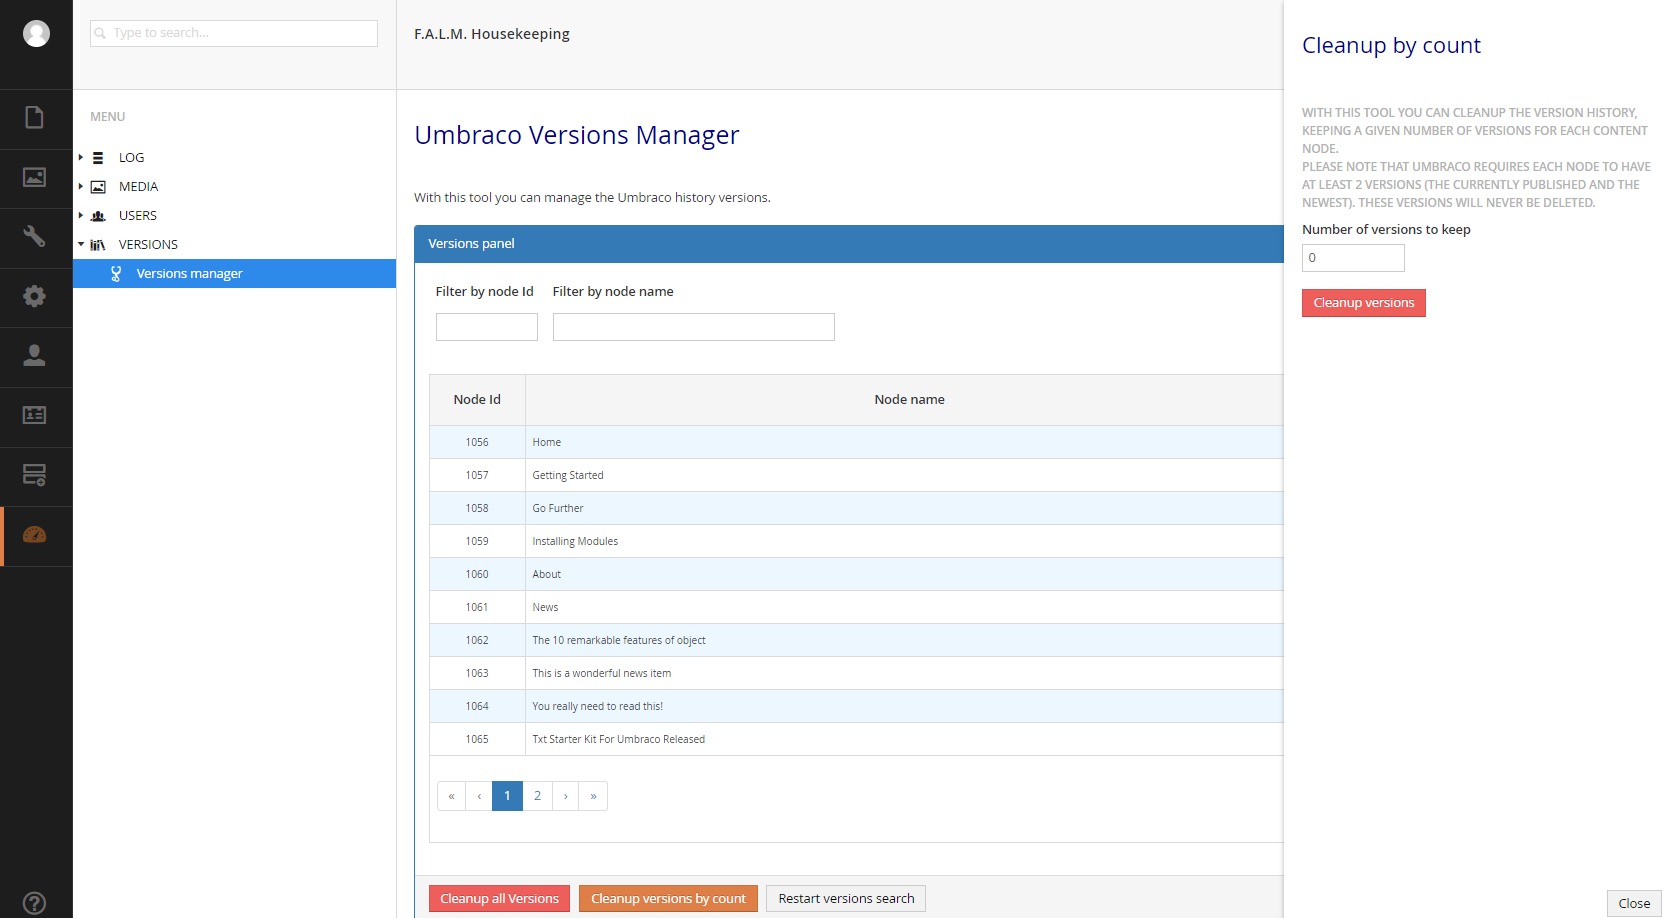 Type to search...
F.A.L.M. Housekeeping
MENU
LOG
MEDIA
USERS
VERSIONS
Versions manager
Umbraco Versions Manager
With this tool you can manage the Umbraco history versions.
Versions panel
Filter by node Id Filter by node name
Node Id Node name
1056 Home
1057 Getting Started
1058 Go Further
1059 Installing Modules
1060 About
1061 News
1062 The 10 remarkable features of object
1063 This is a wonderful news item
1064 You really need to read this!
1065 Txt Starter Kit For Umbraco Released
« ‹ 1 2 › »
Cleanup all Versions Cleanup versions by count Restart versions search
Cleanup by count
WITH THIS TOOL YOU CAN CLEANUP THE VERSION HISTORY,
KEEPING A GIVEN NUMBER OF VERSIONS FOR EACH CONTENT
NODE.
PLEASE NOTE THAT UMBRACO REQUIRES EACH NODE TO HAVE
AT LEAST 2 VERSIONS (THE CURRENTLY PUBLISHED AND THE
NEWEST). THESE VERSIONS WILL NEVER BE DELETED.
Number of versions to keep
0
Cleanup versions
Close